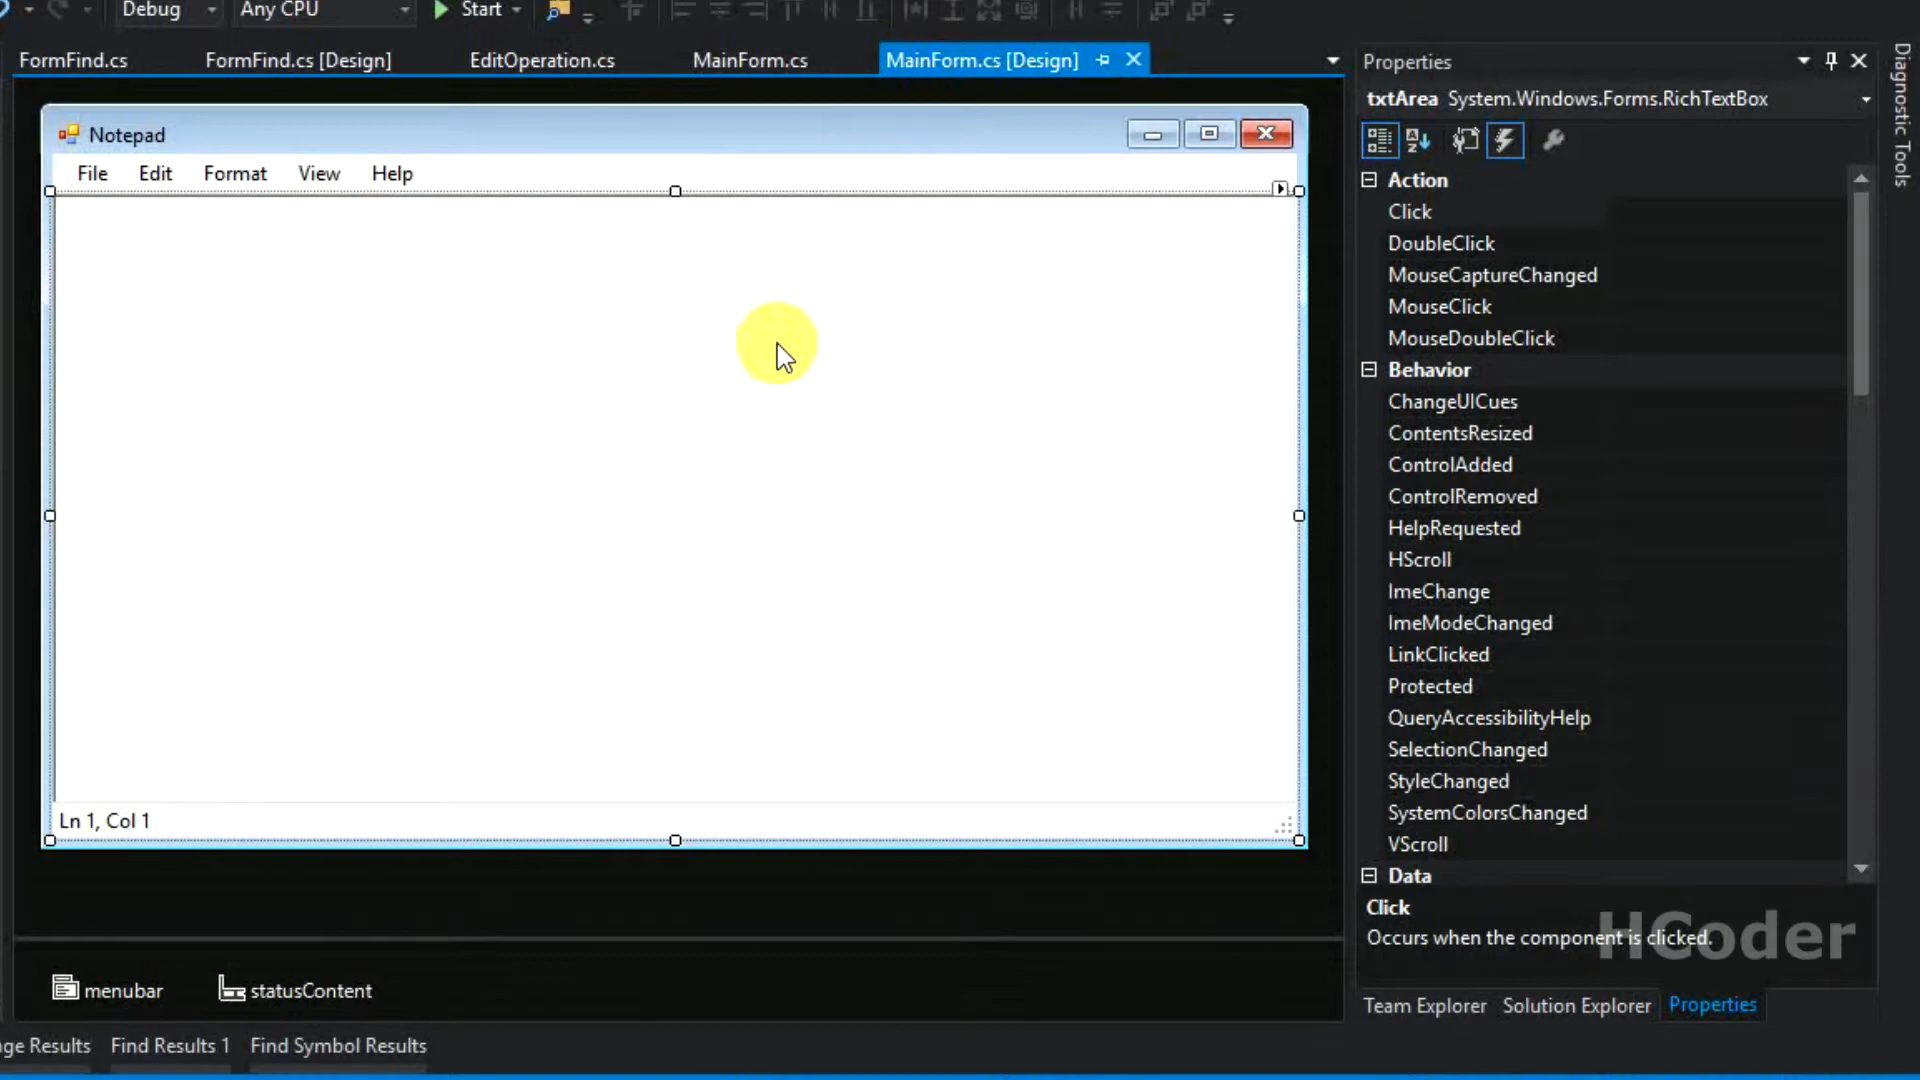 Debug Any CPU Start
FormFind.cs FormFind.cs [Design] EditOperation.cs MainForm.cs MainForm.cs [Design]
Properties
txtArea System.Windows.Forms.RichTextBox
Notepad
File Edit Format View Help
Ln 1, Col 1
menubar statusContent
Action
Click
DoubleClick
MouseCaptureChanged
MouseClick
MouseDoubleClick
Behavior
ChangeUICues
ContentsResized
ControlAdded
ControlRemoved
HelpRequested
HScroll
ImeChange
ImeModeChanged
LinkClicked
Protected
QueryAccessibilityHelp
SelectionChanged
StyleChanged
SystemColorsChanged
VScroll
Data
Click
Occurs when the component is clicked.
HCoder
Team Explorer Solution Explorer Properties
Diagnostic Tools
ge Results Find Results 1 Find Symbol Results